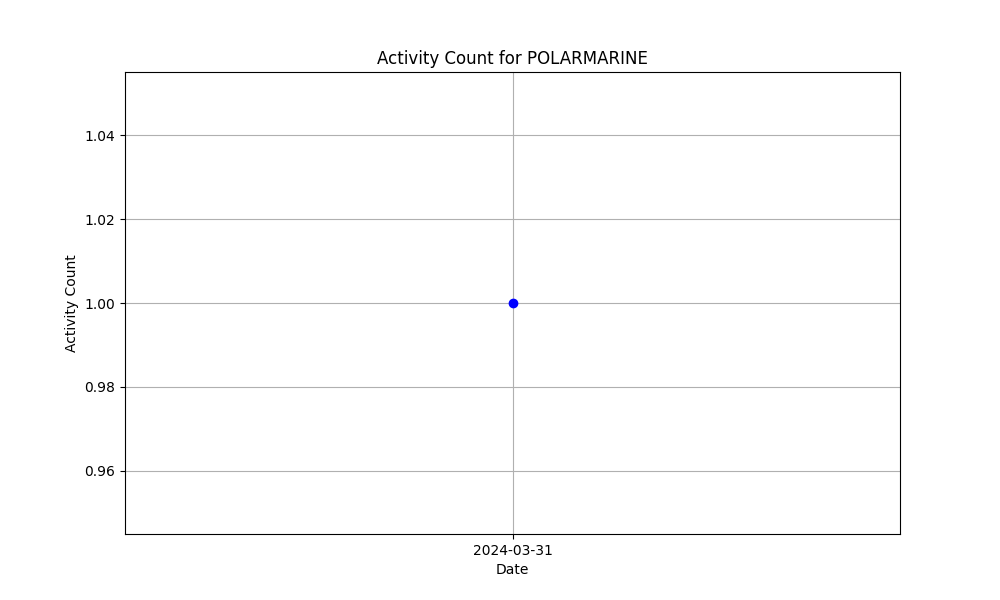 Activity Count for POLARMARINE
1.04
1.02
1.00
0.98
0.96
Activity Count
2024-03-31
Date